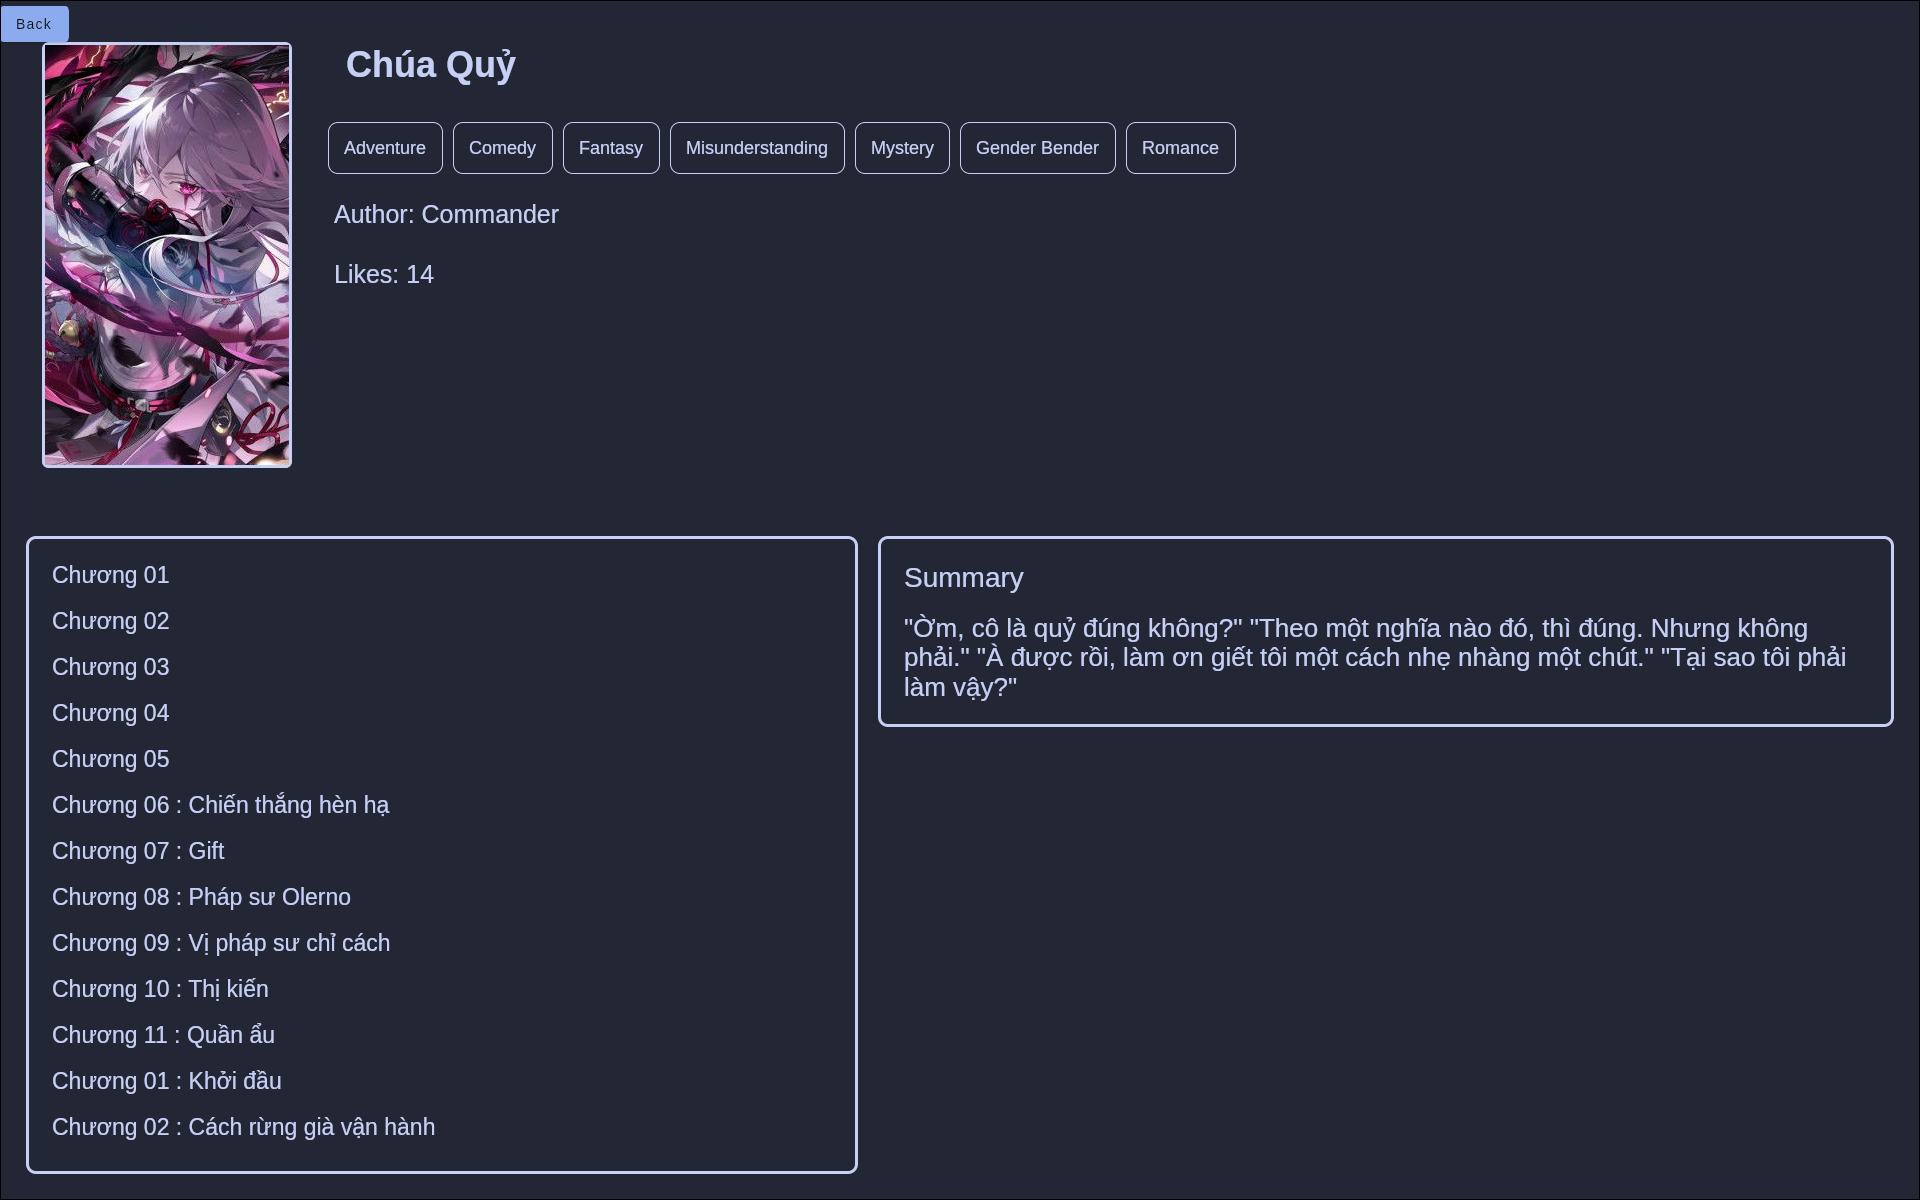 Back
Chúa Quỷ
Adventure
Comedy
Fantasy
Misunderstanding
Mystery
Gender Bender
Romance
Author: Commander
Likes: 14
Chương 01
Chương 02
Chương 03
Chương 04
Chương 05
Chương 06 : Chiến thắng hèn hạ
Chương 07 : Gift
Chương 08 : Pháp sư Olerno
Chương 09 : Vị pháp sư chỉ cách
Chương 10 : Thị kiến
Chương 11 : Quần ẩu
Chương 01 : Khởi đầu
Chương 02 : Cách rừng già vận hành
Summary
"Ờm, cô là quỷ đúng không?" "Theo một nghĩa nào đó, thì đúng. Nhưng không
phải." "À được rồi, làm ơn giết tôi một cách nhẹ nhàng một chút." "Tại sao tôi phải
làm vậy?"